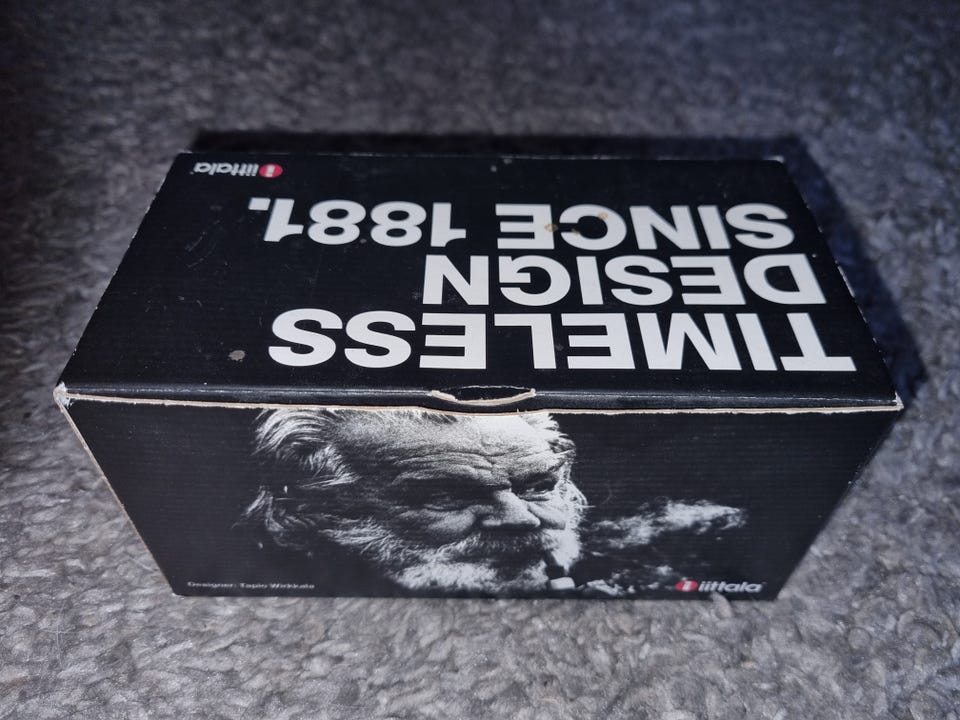 TIMELESS
DESIGN
SINCE 1881.
iittala
Designer: Tapio Wirkkala
iittala